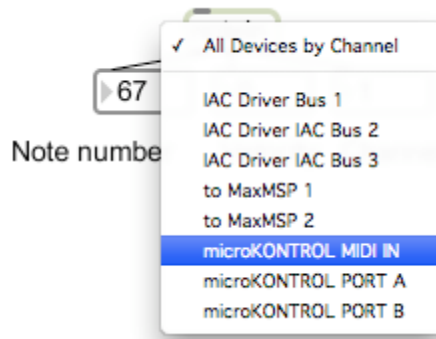 ✓ All Devices by Channel
67
IAC Driver Bus 1
IAC Driver IAC Bus 2
Note number
IAC Driver IAC Bus 3
to MaxMSP 1
to MaxMSP 2
microKONTROL MIDI IN
microKONTROL PORT A
microKONTROL PORT B